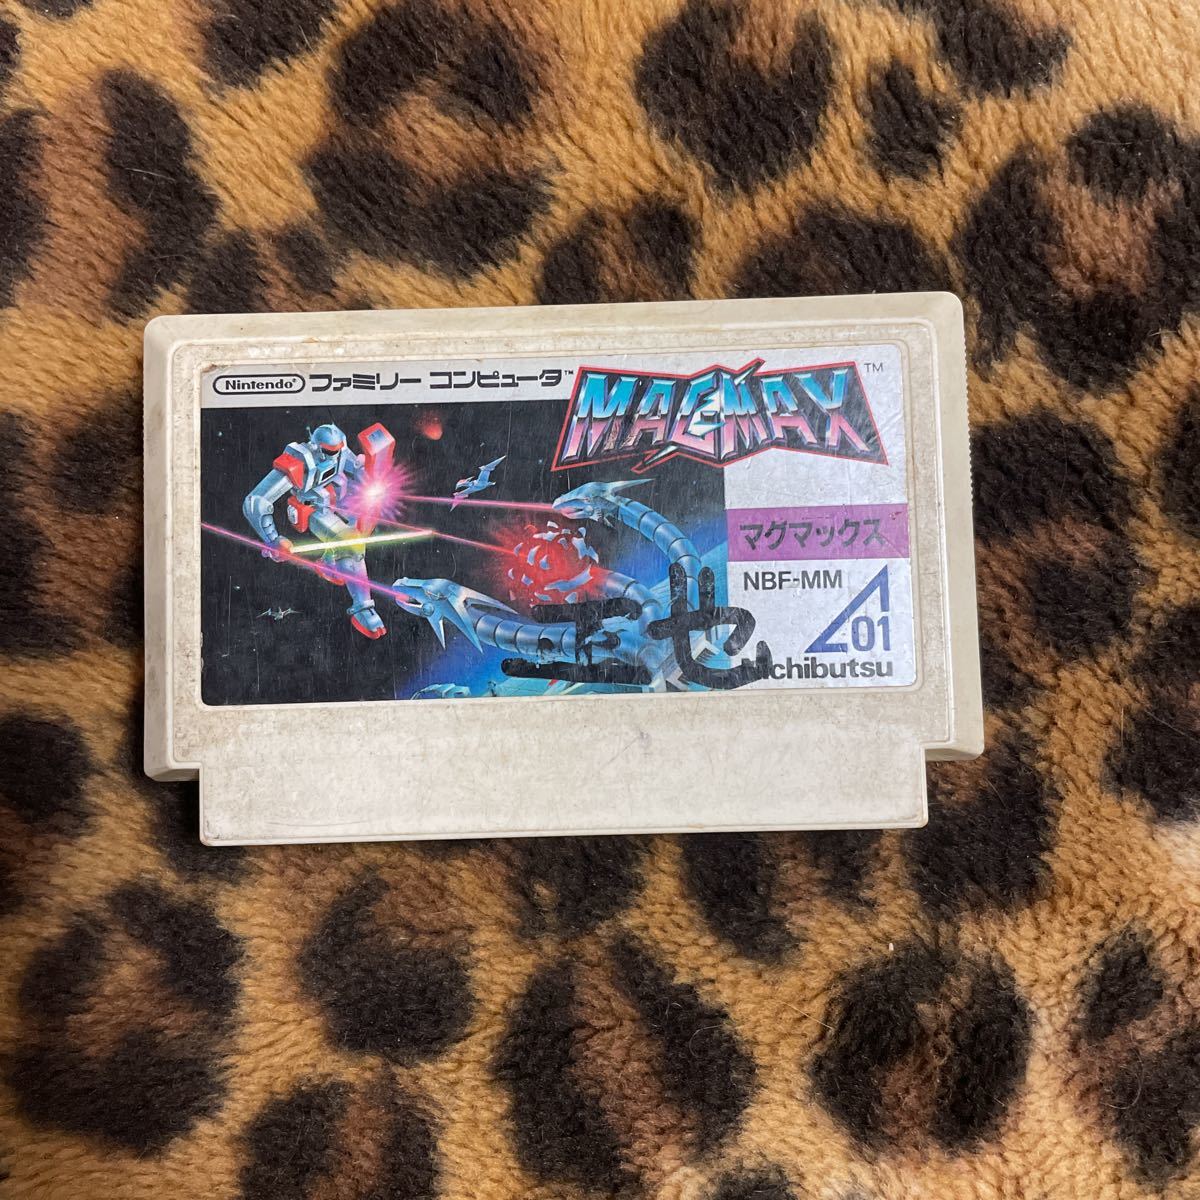 Nintendo ファミリー コンピュータ™
MAGMAX ™
マグマックス
NBF-MM
01
Nichibutsu